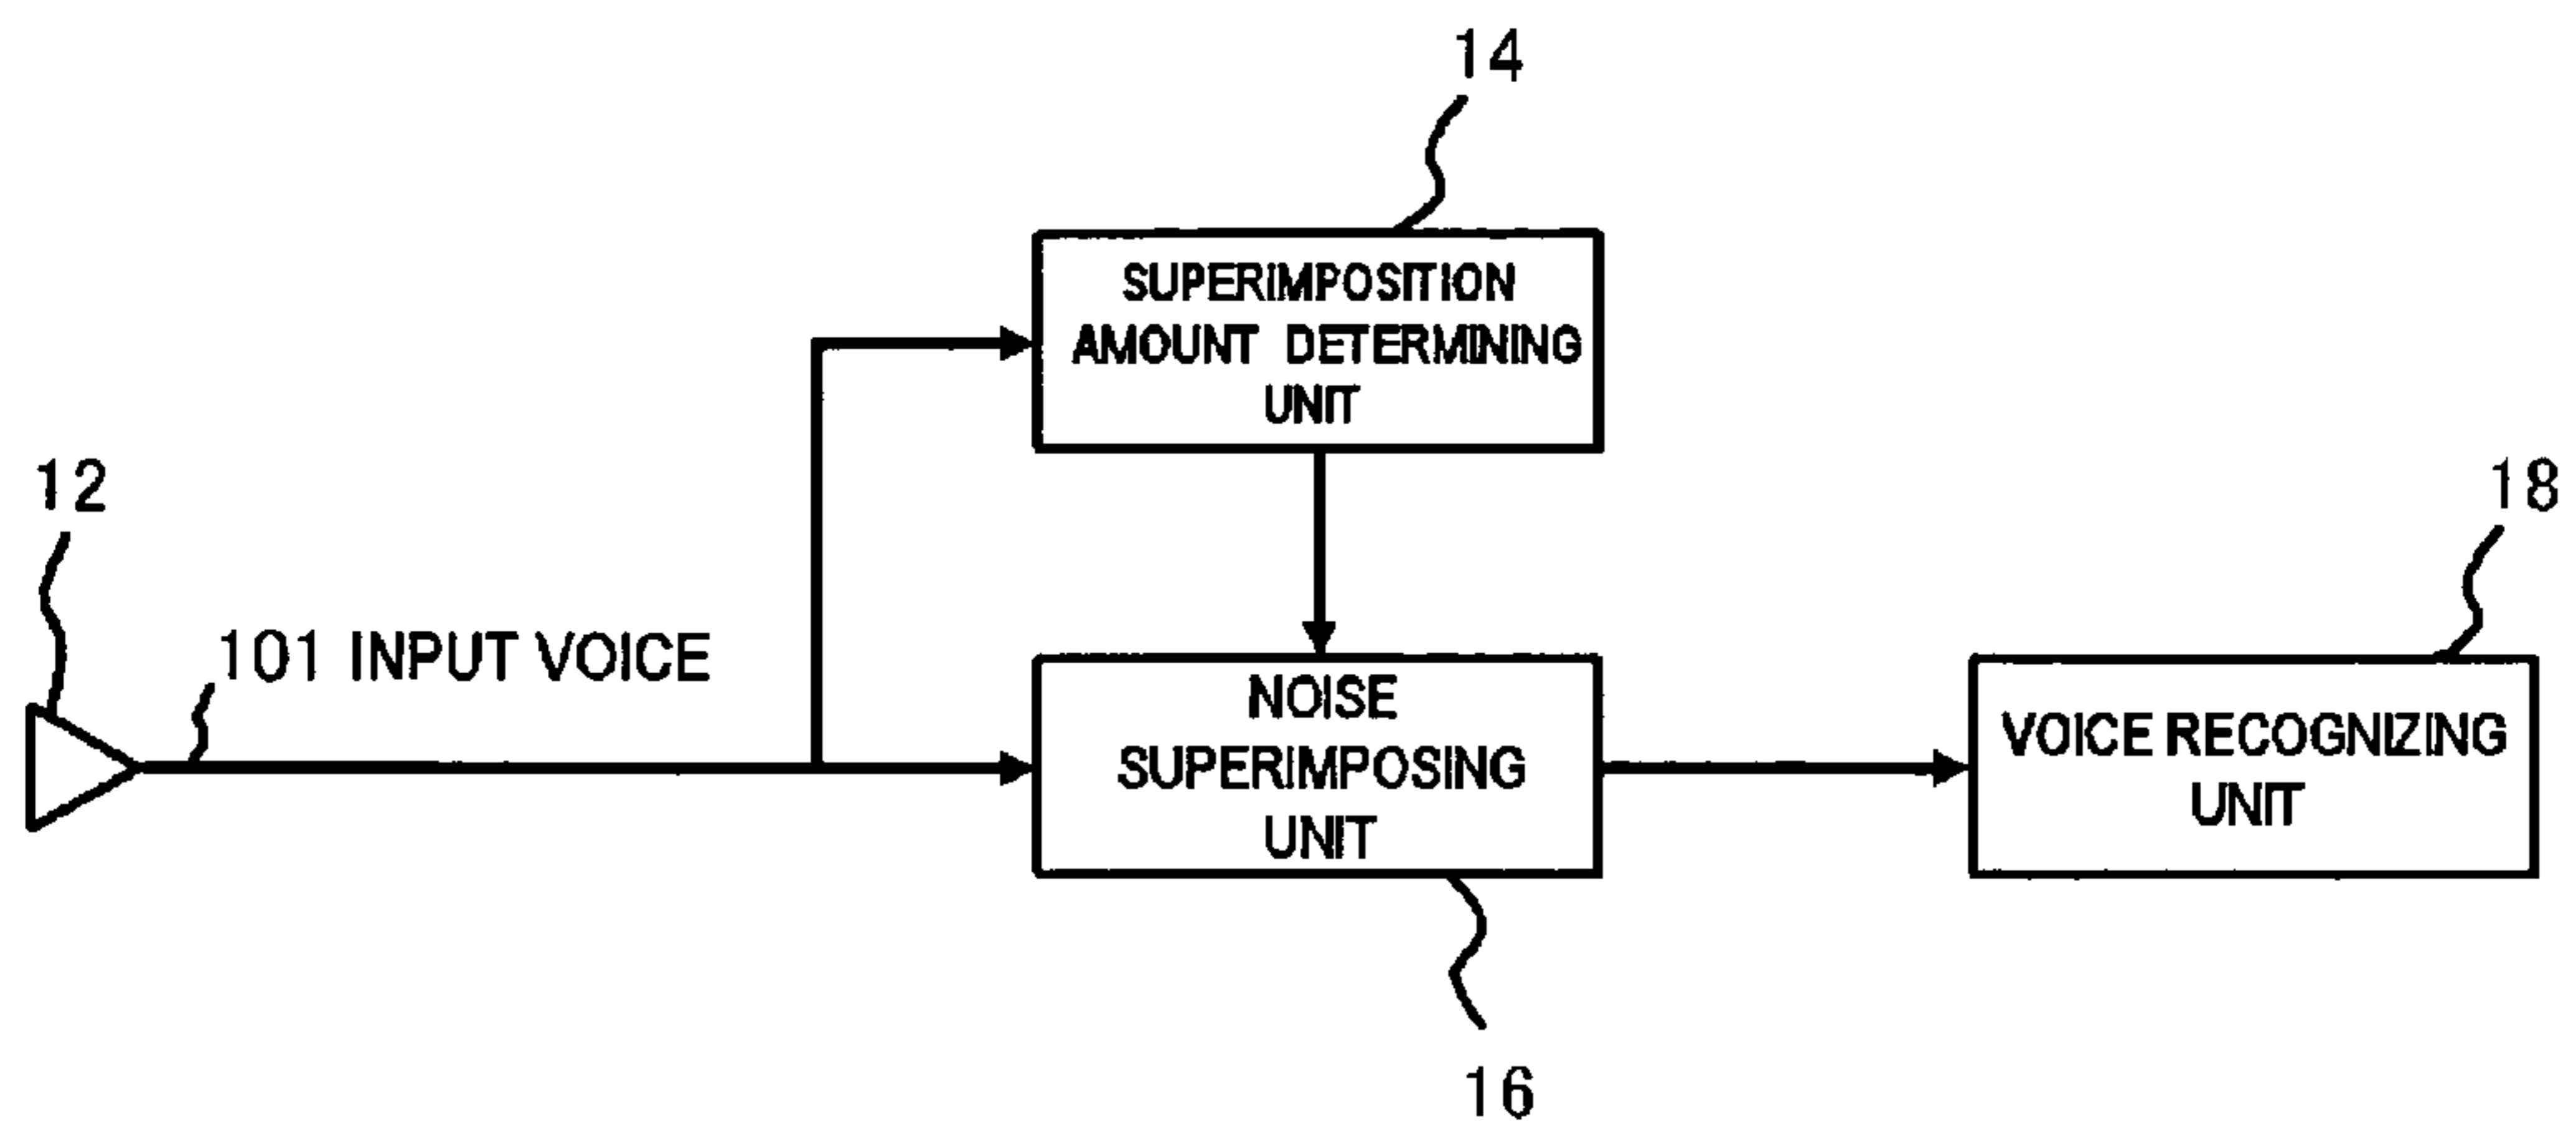 14
SUPERIMPOSITION
AMOUNT DETERMINING
UNIT
12
18
101 INPUT VOICE
NOISE
SUPERIMPOSING
UNIT
VOICE RECOGNIZING
UNIT
16